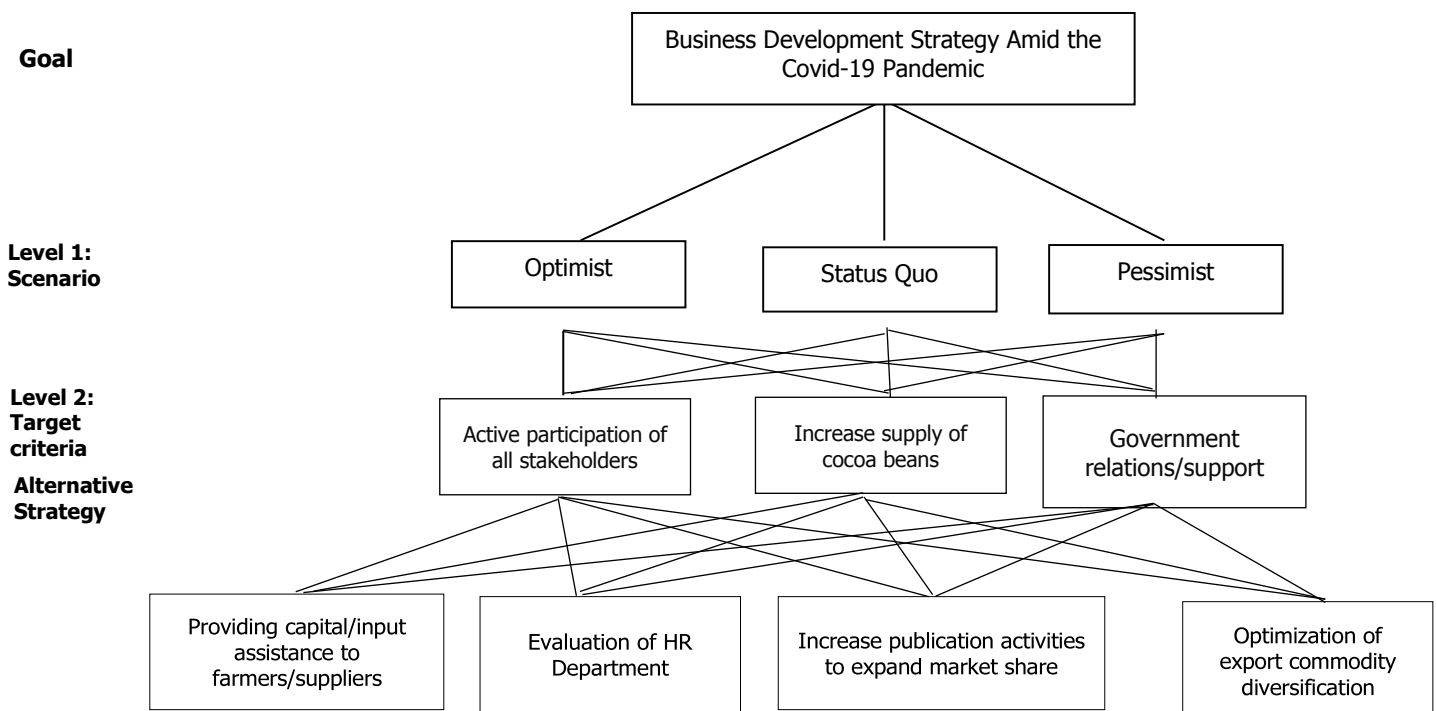 Goal
Business Development Strategy Amid the
Covid-19 Pandemic
Level 1:
Scenario
Optimist
Status Quo
Pessimist
Level 2:
Target
criteria
Active participation of
all stakeholders
Increase supply of
cocoa beans
Government
relations/support
Alternative
Strategy
Providing capital/input
assistance to
farmers/suppliers
Evaluation of HR
Department
Increase publication activities
to expand market share
Optimization of
export commodity
diversification